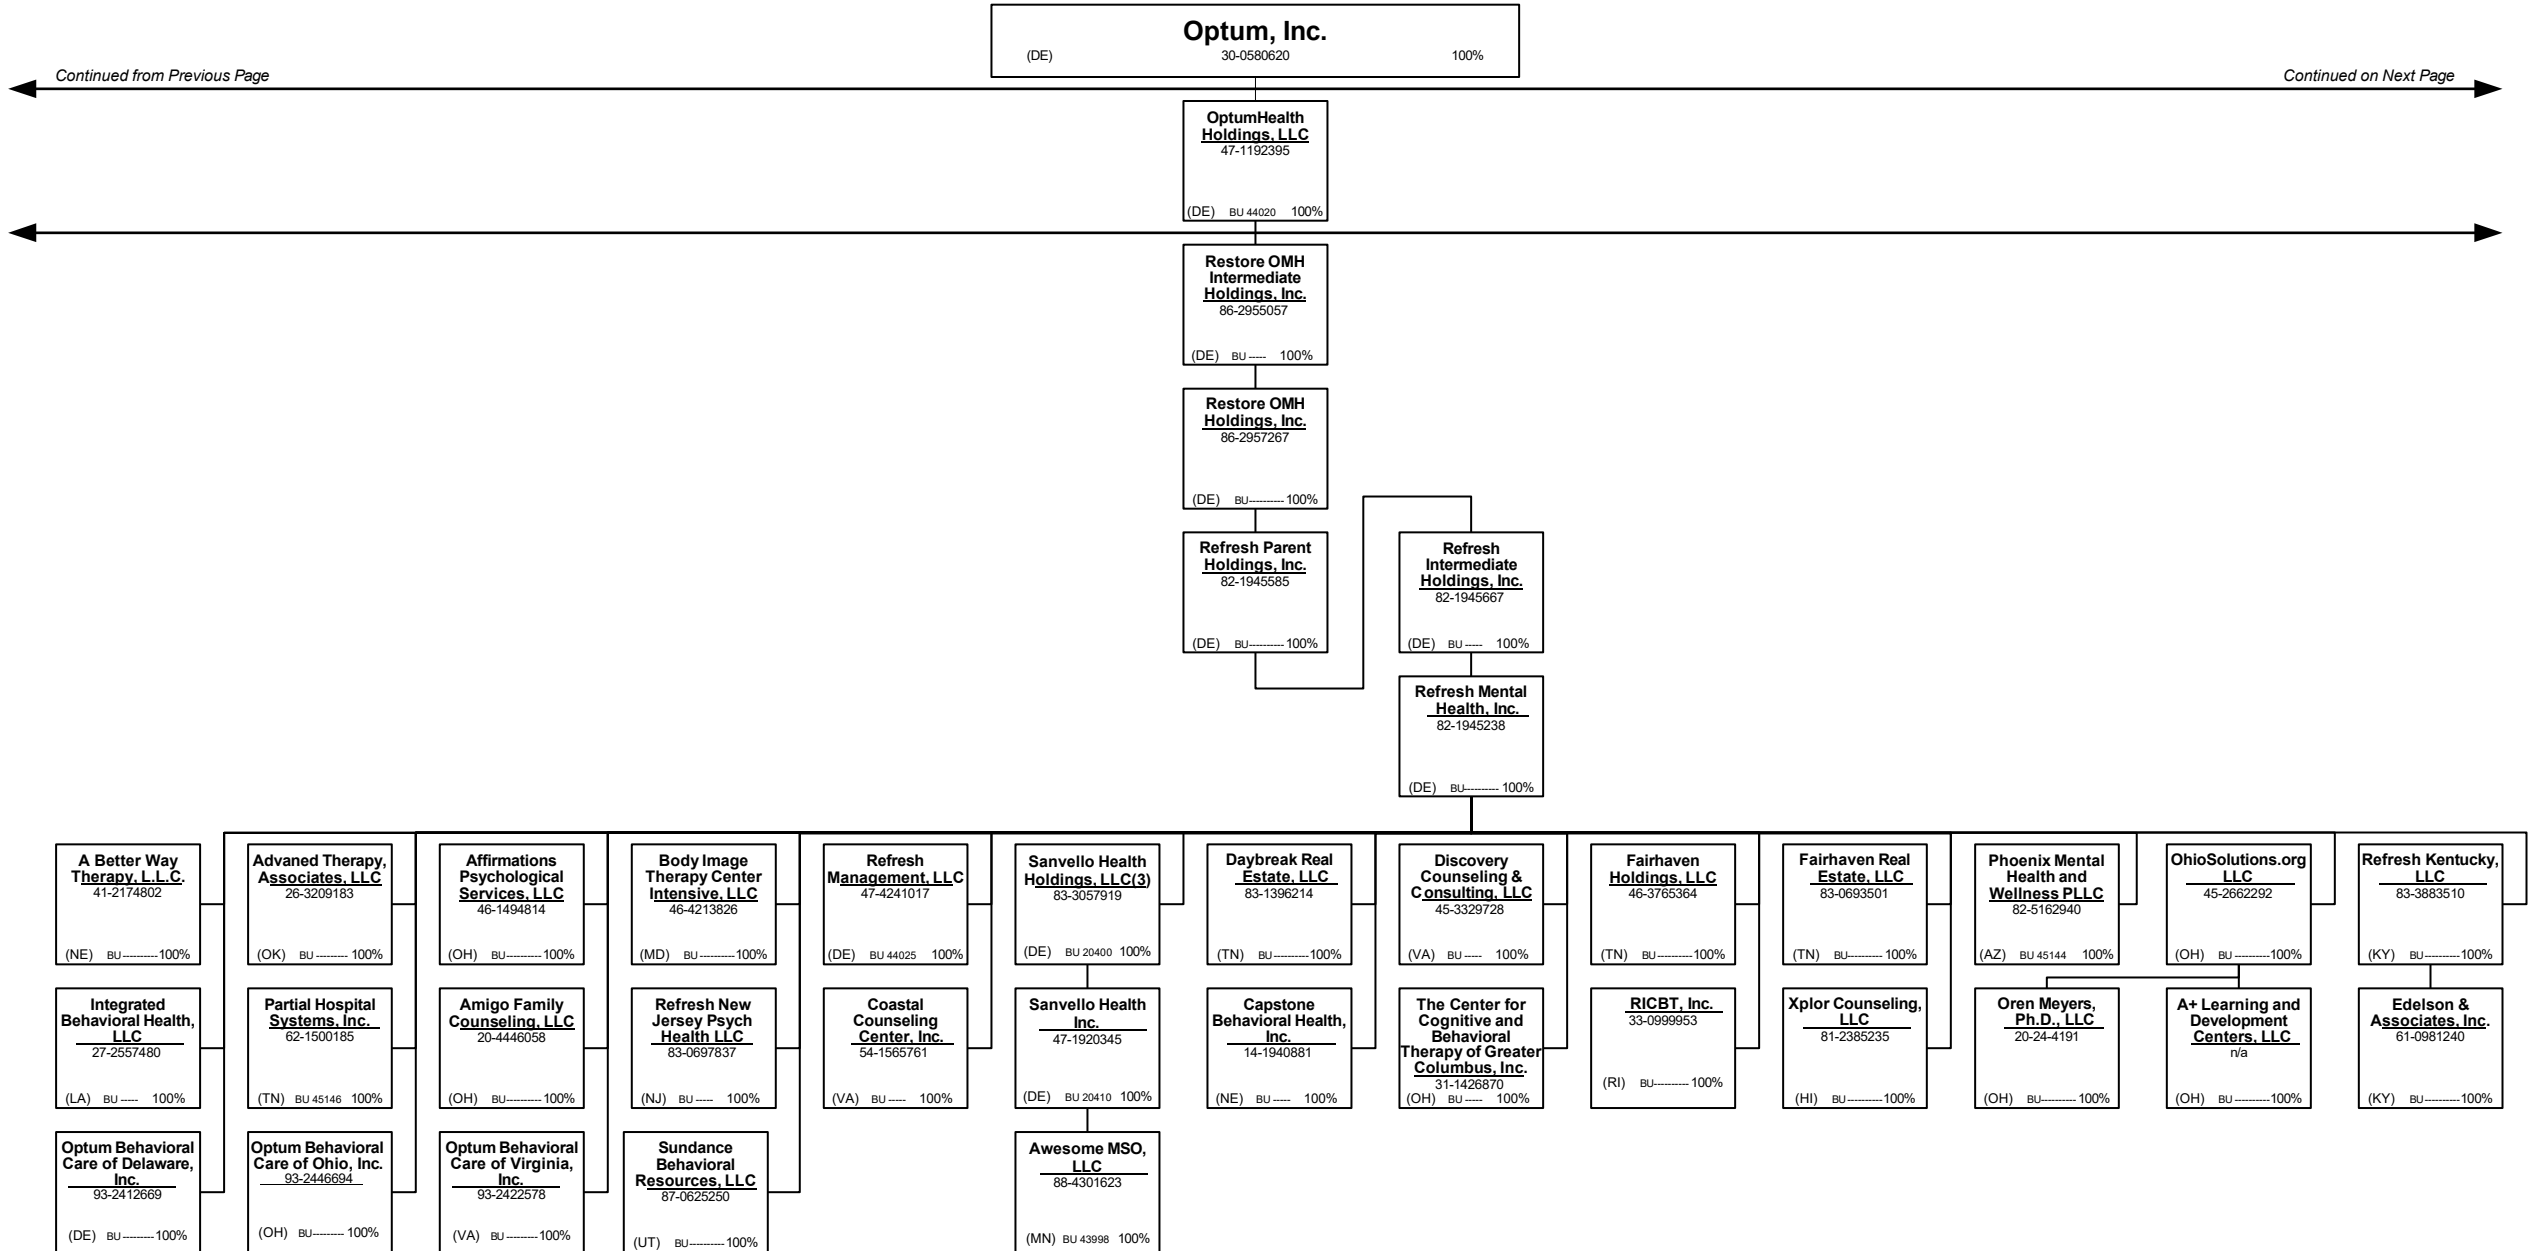 Optum, Inc.
(DE) 30-0580620 100%
Continued from Previous Page
Continued on Next Page
OptumHealth
Holdings, LLC
47-1192395
(DE) BU 44020 100%
Restore OMH
Intermediate
Holdings, Inc.
86-2955057
(DE) BU ----- 100%
Restore OMH
Holdings, Inc.
86-2957267
(DE) BU---------- 100%
Refresh Parent
Holdings, Inc.
82-1945585
(DE) BU---------- 100%
Refresh
Intermediate
Holdings, Inc.
82-1945667
(DE) BU ----- 100%
Refresh Mental
Health, Inc.
82-1945238
(DE) BU---------- 100%
A Better Way
Therapy, L.L.C.
41-2174802
(NE) BU ---------- 100%
Advaned Therapy,
Associates, LLC
26-3209183
(OK) BU --------- 100%
Affirmations
Psychological
Services, LLC
46-1494814
(OH) BU---------- 100%
Body Image
Therapy Center
Intensive, LLC
46-4213826
(MD) BU ---------- 100%
Refresh
Management, LLC
47-4241017
(DE) BU 44025 100%
Sanvello Health
Holdings, LLC(3)
83-3057919
(DE) BU 20400 100%
Daybreak Real
Estate, LLC
83-1396214
(TN) BU---------- 100%
Discovery
Counseling &
Consulting, LLC
45-3329728
(VA) BU ----- 100%
Fairhaven
Holdings, LLC
46-3765364
(TN) BU ---------- 100%
Fairhaven Real
Estate, LLC
83-0693501
(TN) BU---------- 100%
Phoenix Mental
Health and
Wellness PLLC
82-5162940
(AZ) BU 45144 100%
OhioSolutions.org
LLC
45-2662292
(OH) BU ---------- 100%
Refresh Kentucky,
LLC
83-3883510
(KY) BU ---------- 100%
Integrated
Behavioral Health,
LLC
27-2557480
(LA) BU ----- 100%
Partial Hospital
Systems, Inc.
62-1500185
(TN) BU 45146 100%
Amigo Family
Counseling, LLC
20-4446058
(OH) BU---------- 100%
Refresh New
Jersey Psych
Health LLC
83-0697837
(NJ) BU ----- 100%
Coastal
Counseling
Center, Inc.
54-1565761
(VA) BU ----- 100%
Sanvello Health
Inc.
47-1920345
(DE) BU 20410 100%
Capstone
Behavioral Health,
Inc.
14-1940881
(NE) BU ----- 100%
The Center for
Cognitive and
Behavioral
Therapy of Greater
Columbus, Inc.
31-1426870
(OH) BU ----- 100%
RICBT, Inc.
33-0999953
(RI) BU---------- 100%
Xplor Counseling,
LLC
81-2385235
(HI) BU ---------- 100%
Oren Meyers,
Ph.D., LLC
20-24-4191
(OH) BU---------- 100%
A+ Learning and
Development
Centers, LLC
n/a
(OH) BU ---------- 100%
Edelson &
Associates, Inc.
61-0981240
(KY) BU ---------- 100%
Optum Behavioral
Care of Delaware,
Inc.
93-2412669
(DE) BU --------- 100%
Optum Behavioral
Care of Ohio, Inc.
93-2446694
(OH) BU--------- 100%
Optum Behavioral
Care of Virginia,
Inc.
93-2422578
(VA) BU --------- 100%
Sundance
Behavioral
Resources, LLC
87-0625250
(UT) BU---------- 100%
Awesome MSO,
LLC
88-4301623
(MN) BU 43998 100%